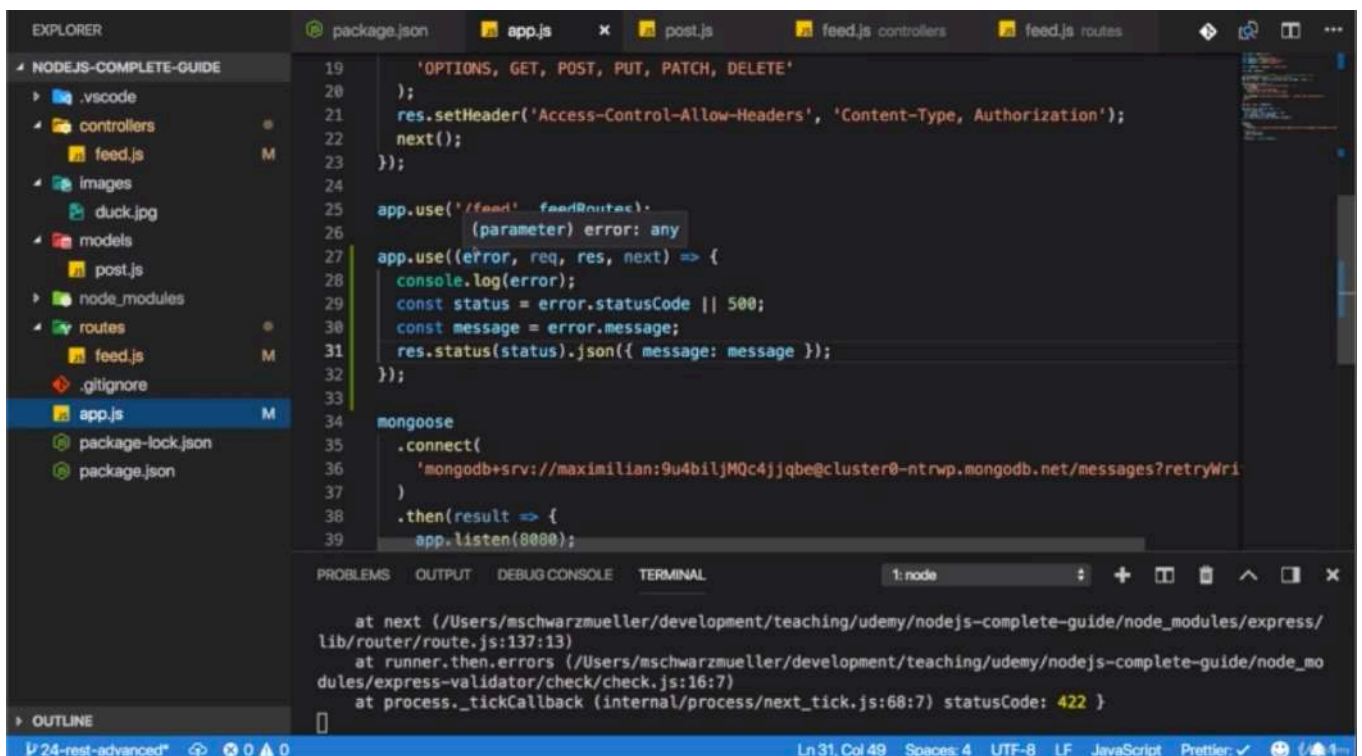 EXPLORER
NODEJS-COMPLETE-GUIDE
.vscode
controllers
feed.js M
images
duck.jpg
models
post.js
node_modules
routes
feed.js M
.gitignore
app.js M
package-lock.json
package.json
OUTLINE
package.json app.js × post.js feed.js controllers feed.js routes
19 'OPTIONS, GET, POST, PUT, PATCH, DELETE'
20 );
21 res.setHeader('Access-Control-Allow-Headers', 'Content-Type, Authorization');
22 next();
23 });
24
25 app.use('/feed', feedRoutes);
26 (parameter) error: any
27 app.use((error, req, res, next) => {
28 console.log(error);
29 const status = error.statusCode || 500;
30 const message = error.message;
31 res.status(status).json({ message: message });
32 });
33
34 mongoose
35 .connect(
36 'mongodb+srv://maximilian:9u4biljMQc4jjqbe@cluster0-ntrwp.mongodb.net/messages?retryWri
37 )
38 .then(result => {
39 app.listen(8080);
PROBLEMS OUTPUT DEBUG CONSOLE TERMINAL 1: node
at next (/Users/mschwarzmueller/development/teaching/udemy/nodejs-complete-guide/node_modules/express/
lib/router/route.js:137:13)
at runner.then.errors (/Users/mschwarzmueller/development/teaching/udemy/nodejs-complete-guide/node_mo
dules/express-validator/check/check.js:16:7)
at process._tickCallback (internal/process/next_tick.js:68:7) statusCode: 422 }
24-rest-advanced* 0 0 Ln 31, Col 49 Spaces: 4 UTF-8 LF JavaScript Prettier: ✓